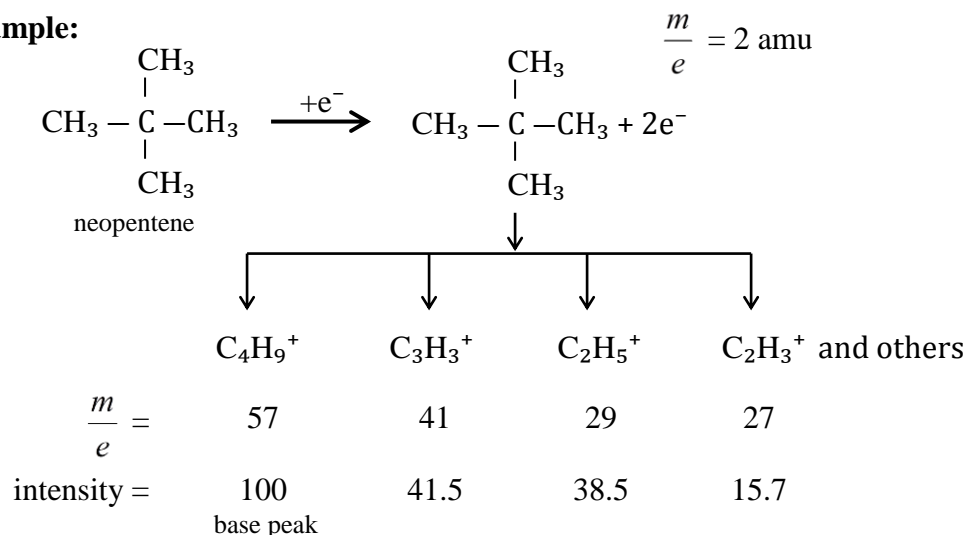 ample:
m/e = 2 amu
CH₃ CH₃
CH₃ – C –CH₃ +e⁻ CH₃ – C –CH₃ + 2e⁻
CH₃ CH₃
neopentene
C₄H₉⁺ C₃H₃⁺ C₂H₅⁺ C₂H₃⁺ and others
m/e = 57 41 29 27
intensity = 100 41.5 38.5 15.7
base peak